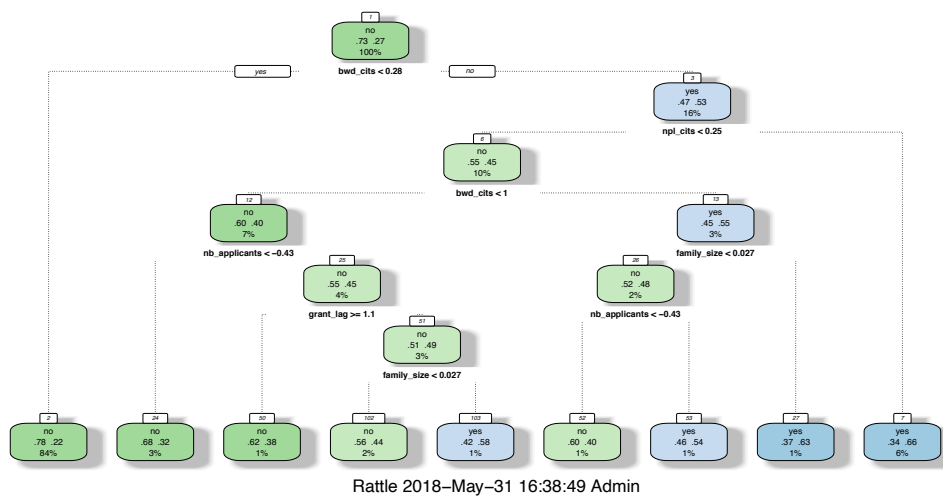 1
no
.73 .27
100%
yes
bwd_cits < 0.28
no
3
yes
.47 .53
16%
npl_cits < 0.25
6
no
.55 .45
10%
bwd_cits < 1
12
no
.60 .40
7%
nb_applicants < −0.43
13
yes
.45 .55
3%
family_size < 0.027
25
no
.55 .45
4%
grant_lag >= 1.1
26
no
.52 .48
2%
nb_applicants < −0.43
51
no
.51 .49
3%
family_size < 0.027
2
no
.78 .22
84%
24
no
.68 .32
3%
50
no
.62 .38
1%
102
no
.56 .44
2%
103
yes
.42 .58
1%
52
no
.60 .40
1%
53
yes
.46 .54
1%
27
yes
.37 .63
1%
7
yes
.34 .66
6%
Rattle 2018−May−31 16:38:49 Admin